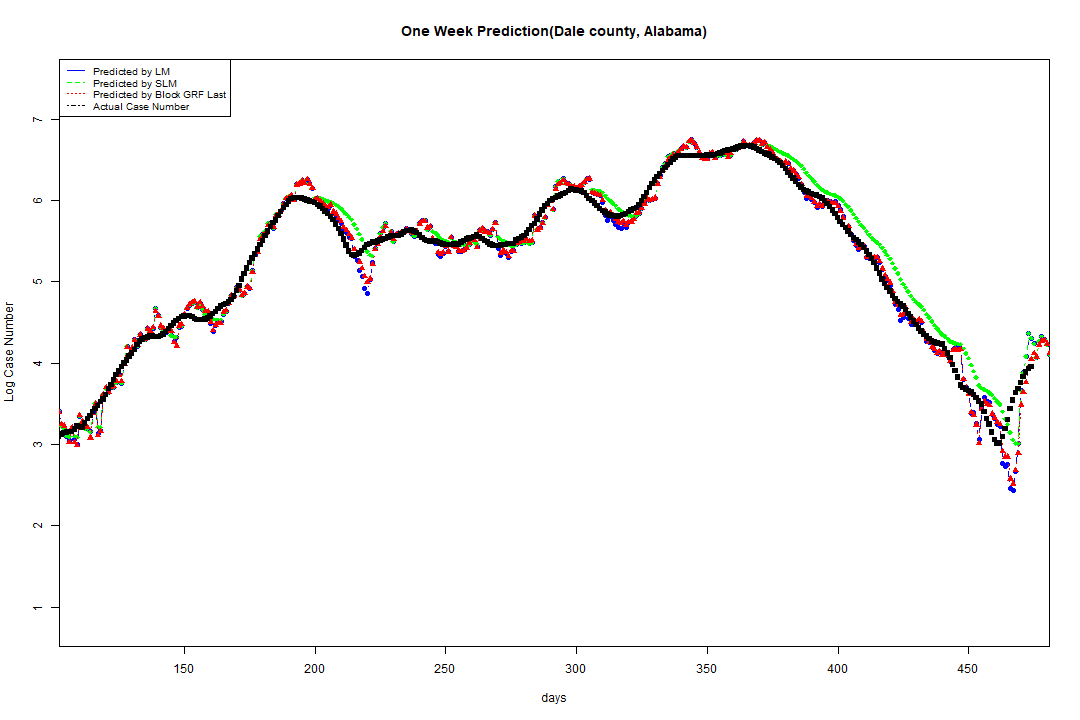 One Week Prediction(Dale county, Alabama)
Predicted by LM
Predicted by SLM
Predicted by Block GRF Last
Actual Case Number
7
6
5
4
3
2
1
Log Case Number
150 200 250 300 350 400 450
days